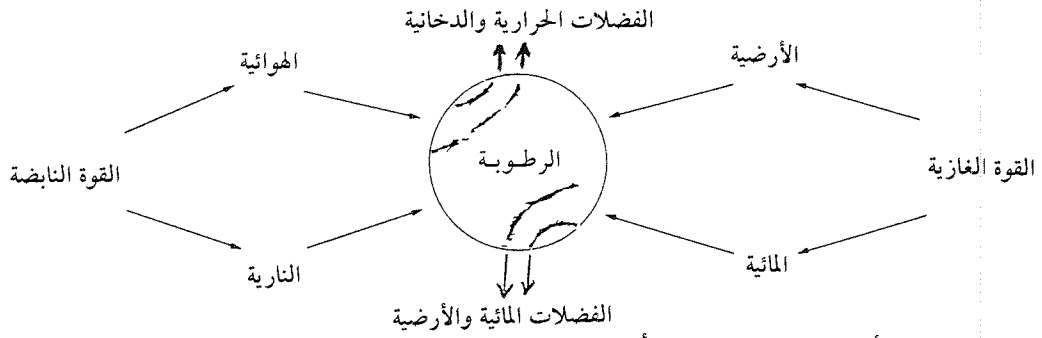 الفضلات الحرارية والدخانية
الأرضية
الهوائية
القوة الغازية
الرطوبة
القوة النابضة
المائية
النارية
الفضلات المائية والأرضية